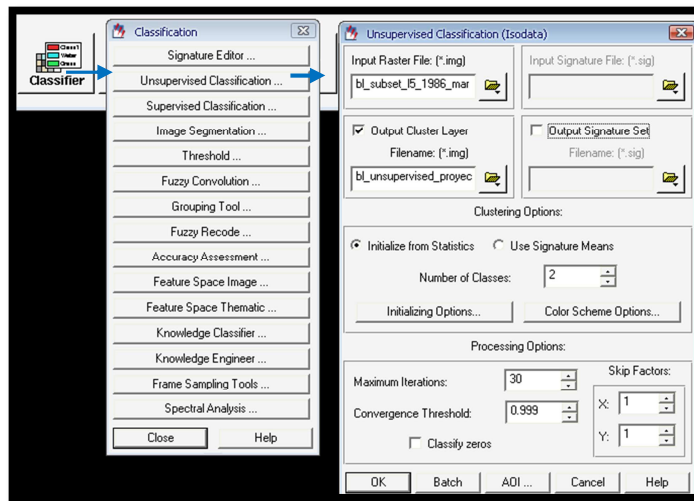 Class1
Water
Grass
Classifier
Classification
Signature Editor ...
Unsupervised Classification ...
Supervised Classification ...
Image Segmentation ...
Threshold ...
Fuzzy Convolution ...
Grouping Tool ...
Fuzzy Recode ...
Accuracy Assessment ...
Feature Space Image ...
Feature Space Thematic ...
Knowledge Classifier ...
Knowledge Engineer ...
Frame Sampling Tools ...
Spectral Analysis ...
Close Help
Unsupervised Classification (Isodata)
Input Raster File: (*.img) Input Signature File: (*.sig)
bl_subset_l5_1986_mar
Output Cluster Layer Output Signature Set
Filename: (*.img) Filename: (*.sig)
bl_unsupervised_proyec
Clustering Options:
Initialize from Statistics Use Signature Means
Number of Classes: 2
Initializing Options... Color Scheme Options...
Processing Options:
Maximum Iterations: 30 Skip Factors:
Convergence Threshold: 0.999 X: 1
Classify zeros Y: 1
OK Batch AOI ... Cancel Help